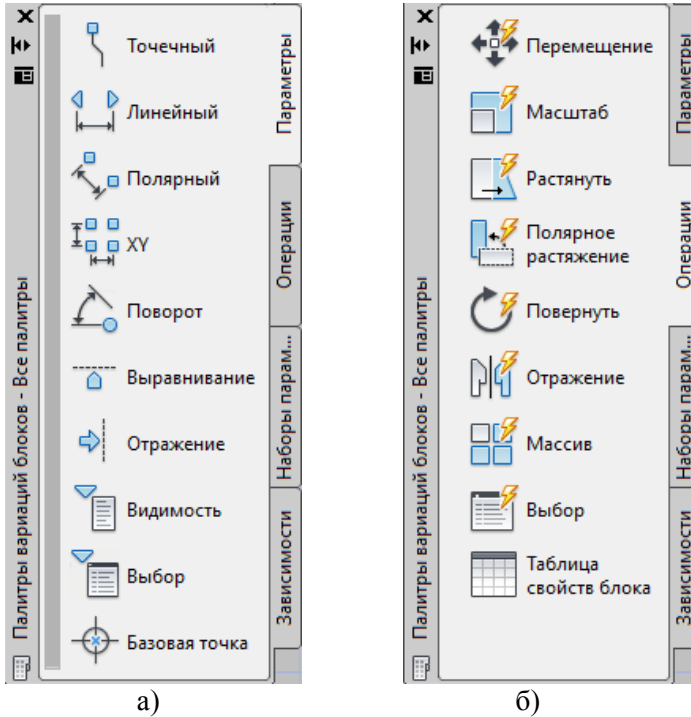 Точечный
Линейный
Полярный
XY
Поворот
Выравнивание
Отражение
Видимость
Выбор
Базовая точка
Параметры
Операции
Наборы парам...
Зависимости
Палитры вариаций блоков - Все палитры
а)
Перемещение
Масштаб
Растянуть
Полярное
растяжение
Повернуть
Отражение
Массив
Выбор
Таблица
свойств блока
Параметры
Операции
Наборы парам...
Зависимости
Палитры вариаций блоков - Все палитры
б)